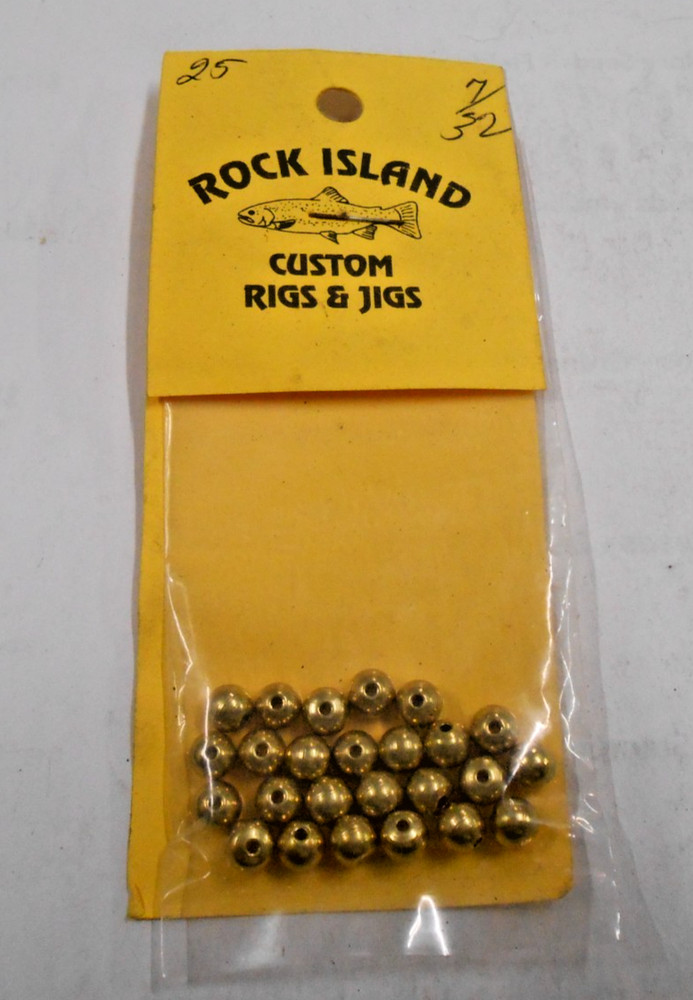 25
7/32
ROCK ISLAND
CUSTOM
RIGS & JIGS